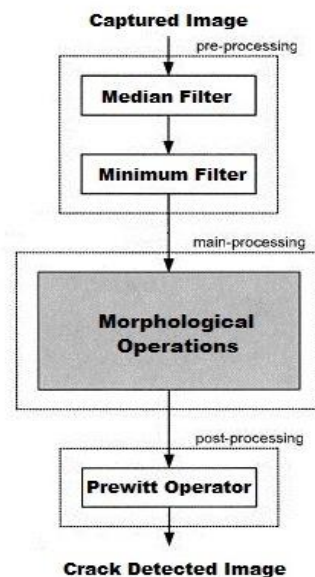 Captured Image
pre-processing
Median Filter
Minimum Filter
main-processing
Morphological
Operations
post-processing
Prewitt Operator
Crack Detected Image